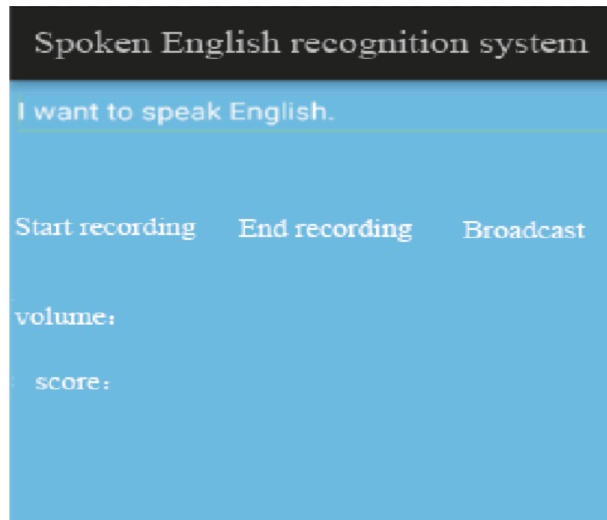 Spoken English recognition system
I want to speak English.
Start recording End recording Broadcast
volume:
score: